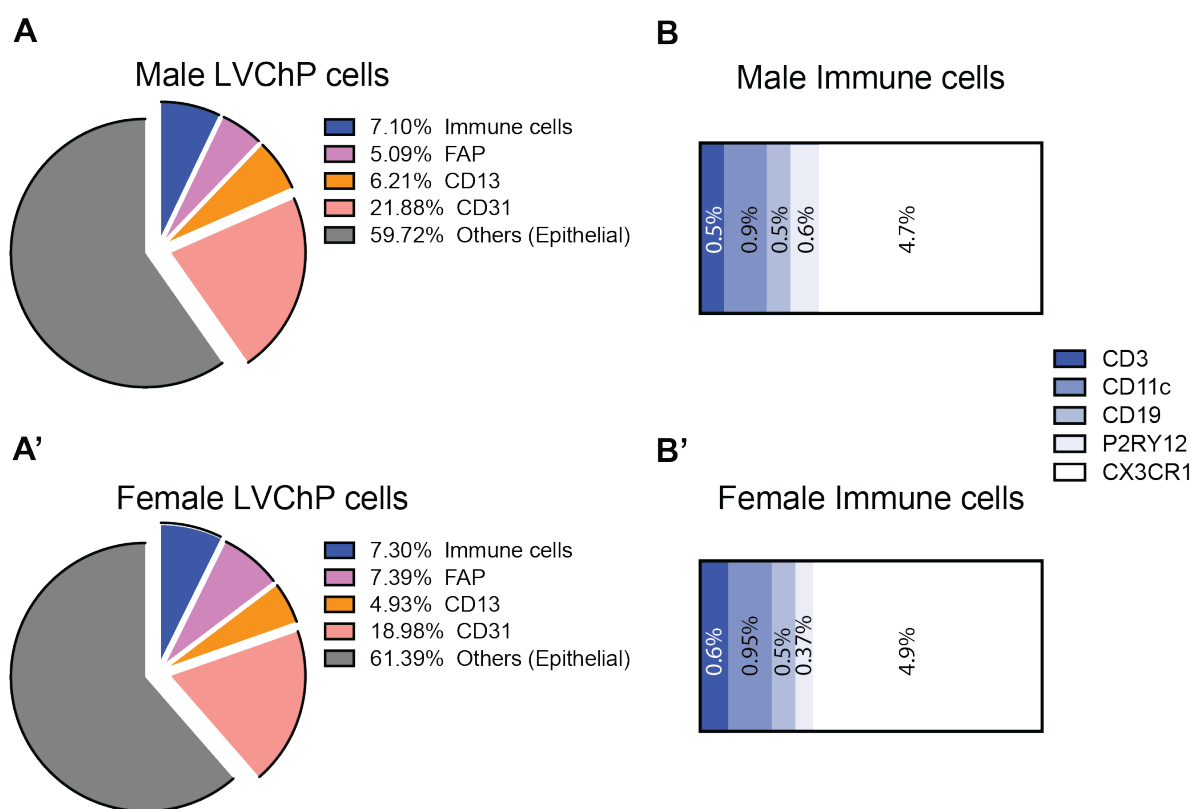 A
Male LVChP cells
7.10% Immune cells
5.09% FAP
6.21% CD13
21.88% CD31
59.72% Others (Epithelial)
B
Male Immune cells
0.5%
0.9%
0.5%
0.6%
4.7%
CD3
CD11c
CD19
P2RY12
CX3CR1
A’
Female LVChP cells
7.30% Immune cells
7.39% FAP
4.93% CD13
18.98% CD31
61.39% Others (Epithelial)
B’
Female Immune cells
0.6%
0.95%
0.5%
0.37%
4.9%